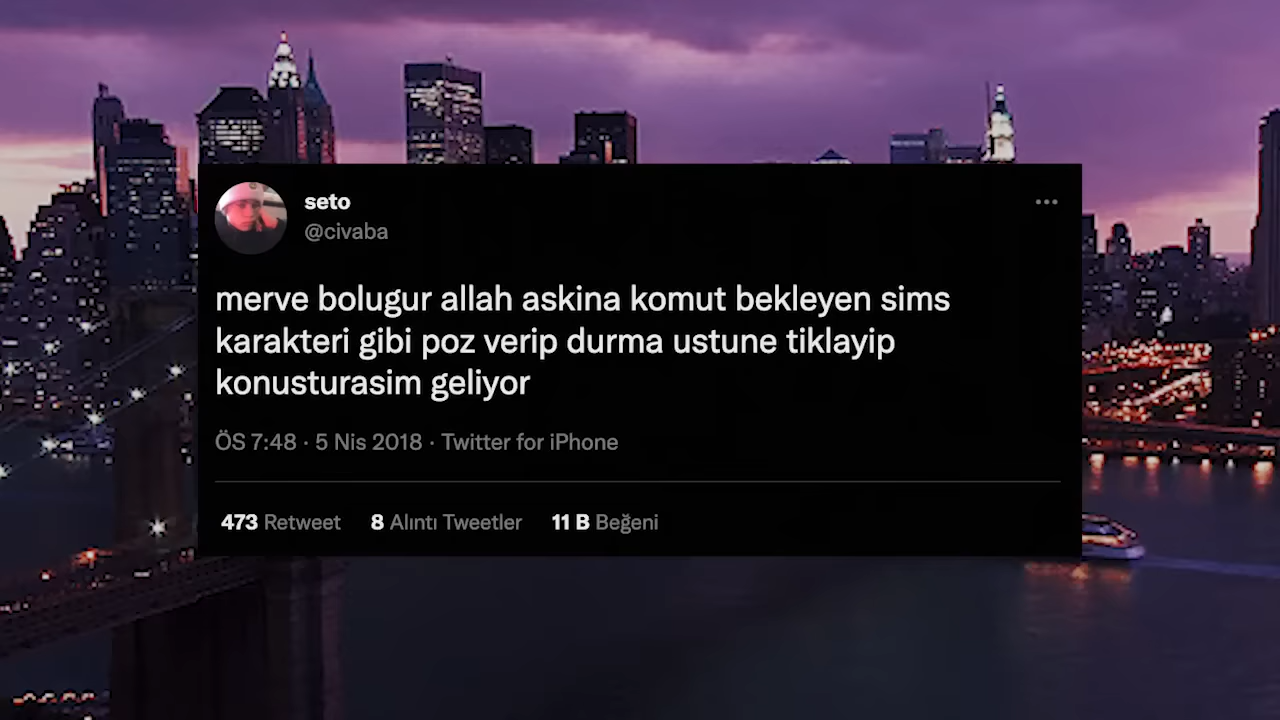 seto
@civaba
merve bolugur allah askina komut bekleyen sims
karakteri gibi poz verip durma ustune tiklayip
konusturasim geliyor
ÖS 7:48 · 5 Nis 2018 · Twitter for iPhone
473 Retweet 8 Alıntı Tweetler 11 B Beğeni